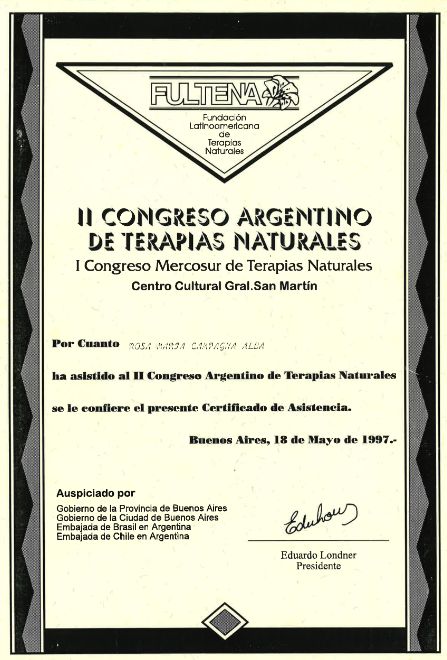 FULTENA
Fundación
Latinoamericana
de
Terapias
Naturales
II CONGRESO ARGENTINO
DE TERAPIAS NATURALES
I Congreso Mercosur de Terapias Naturales
Centro Cultural Gral.San Martín
Por Cuanto ROSA MARIA CAMPAGNA ALBA
ha asistido al II Congreso Argentino de Terapias Naturales
se le confiere el presente Certificado de Asistencia.
Buenos Aires, 18 de Mayo de 1997.-
Auspiciado por
Gobierno de la Provincia de Buenos Aires
Gobierno de la Ciudad de Buenos Aires
Embajada de Brasil en Argentina
Embajada de Chile en Argentina
Eduardo Londner
Presidente